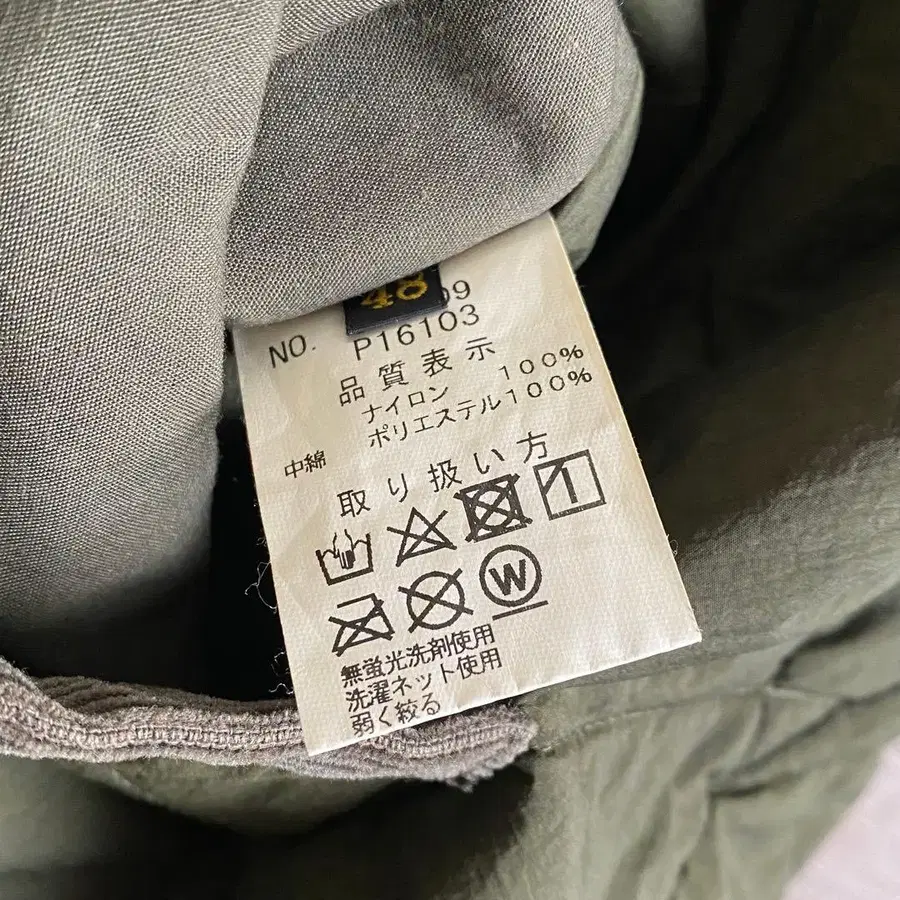 48
09
NO. P16103
品質表示
ナイロン 100%
中綿 ポリエステル100%
取り扱い方
W
無蛍光洗剤使用
洗濯ネット使用
弱く絞る